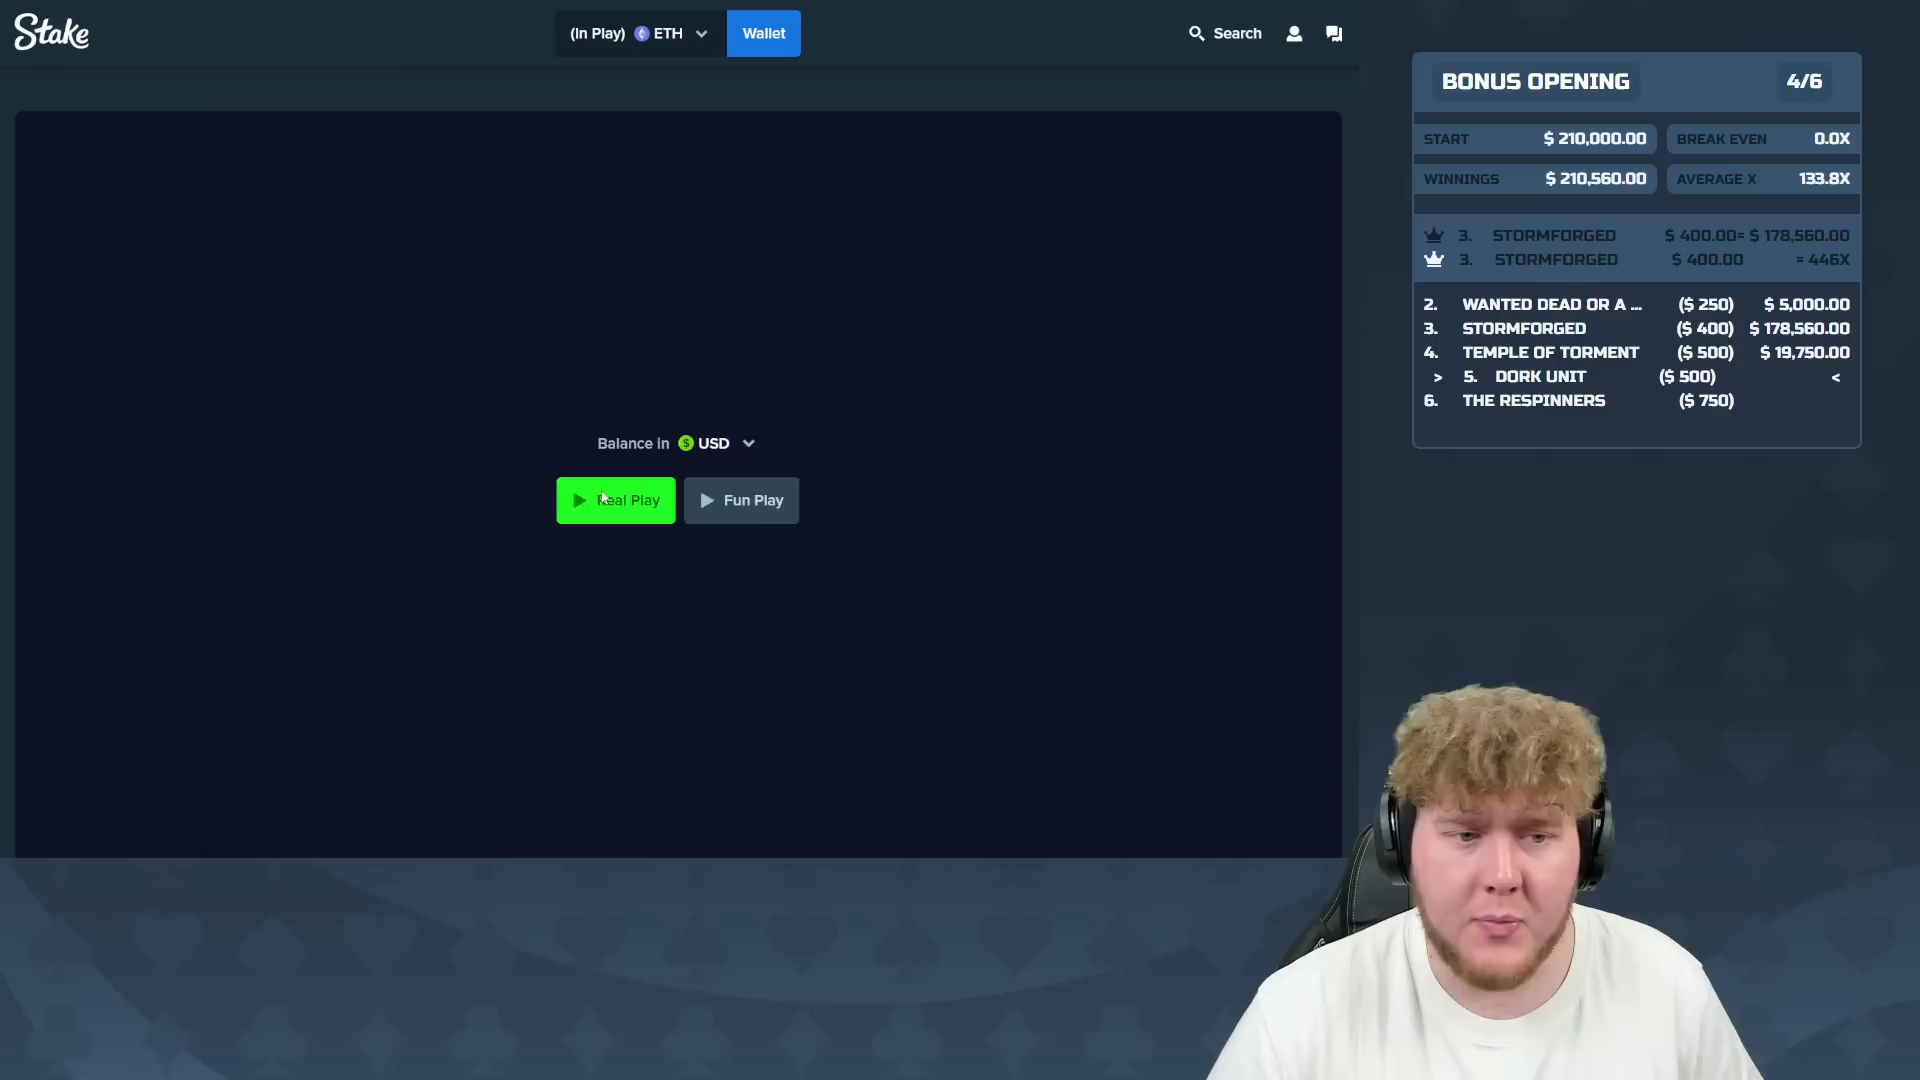 Stake
(In Play) ETH
Wallet
Search
Balance in $ USD
Real Play
Fun Play
BONUS OPENING 4/6
START $ 210,000.00 BREAK EVEN 0.0X
WINNINGS $ 210,560.00 AVERAGE X 133.8X
3. STORMFORGED $ 400.00= $ 178,560.00
3. STORMFORGED $ 400.00 = 446X
2. WANTED DEAD OR A ... ($ 250) $ 5,000.00
3. STORMFORGED ($ 400) $ 178,560.00
4. TEMPLE OF TORMENT ($ 500) $ 19,750.00
> 5. DORK UNIT ($ 500) <
6. THE RESPINNERS ($ 750)